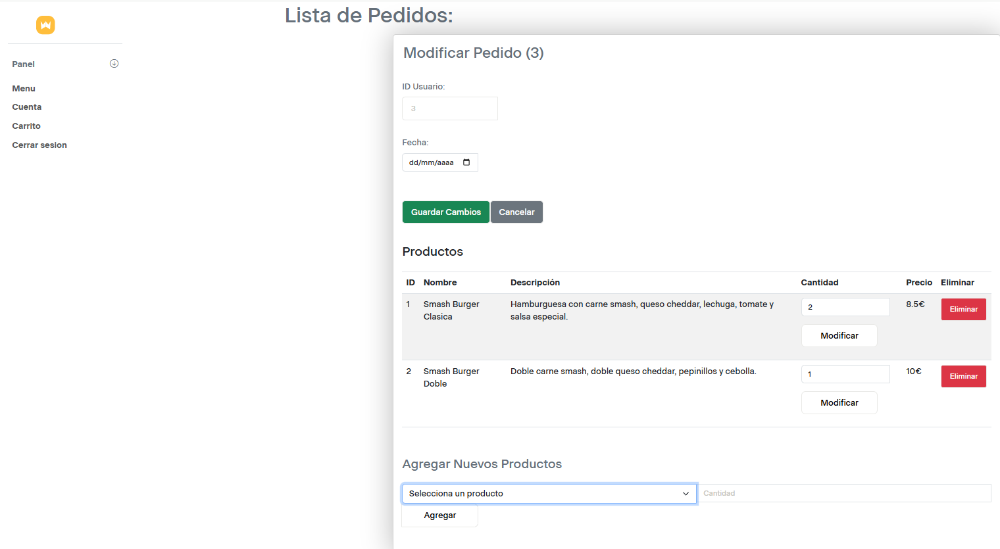 Lista de Pedidos:
Panel
Menu
Cuenta
Carrito
Cerrar sesion
Modificar Pedido (3)
ID Usuario:
3
Fecha:
dd/mm/aaaa
Guardar Cambios Cancelar
Productos
ID Nombre Descripción Cantidad Precio Eliminar
1 Smash Burger Hamburguesa con carne smash, queso cheddar, lechuga, tomate y 2 8.5€ Eliminar
Clasica salsa especial.
Modificar
2 Smash Burger Doble carne smash, doble queso cheddar, pepinillos y cebolla. 1 10€ Eliminar
Doble
Modificar
Agregar Nuevos Productos
Selecciona un producto Cantidad
Agregar